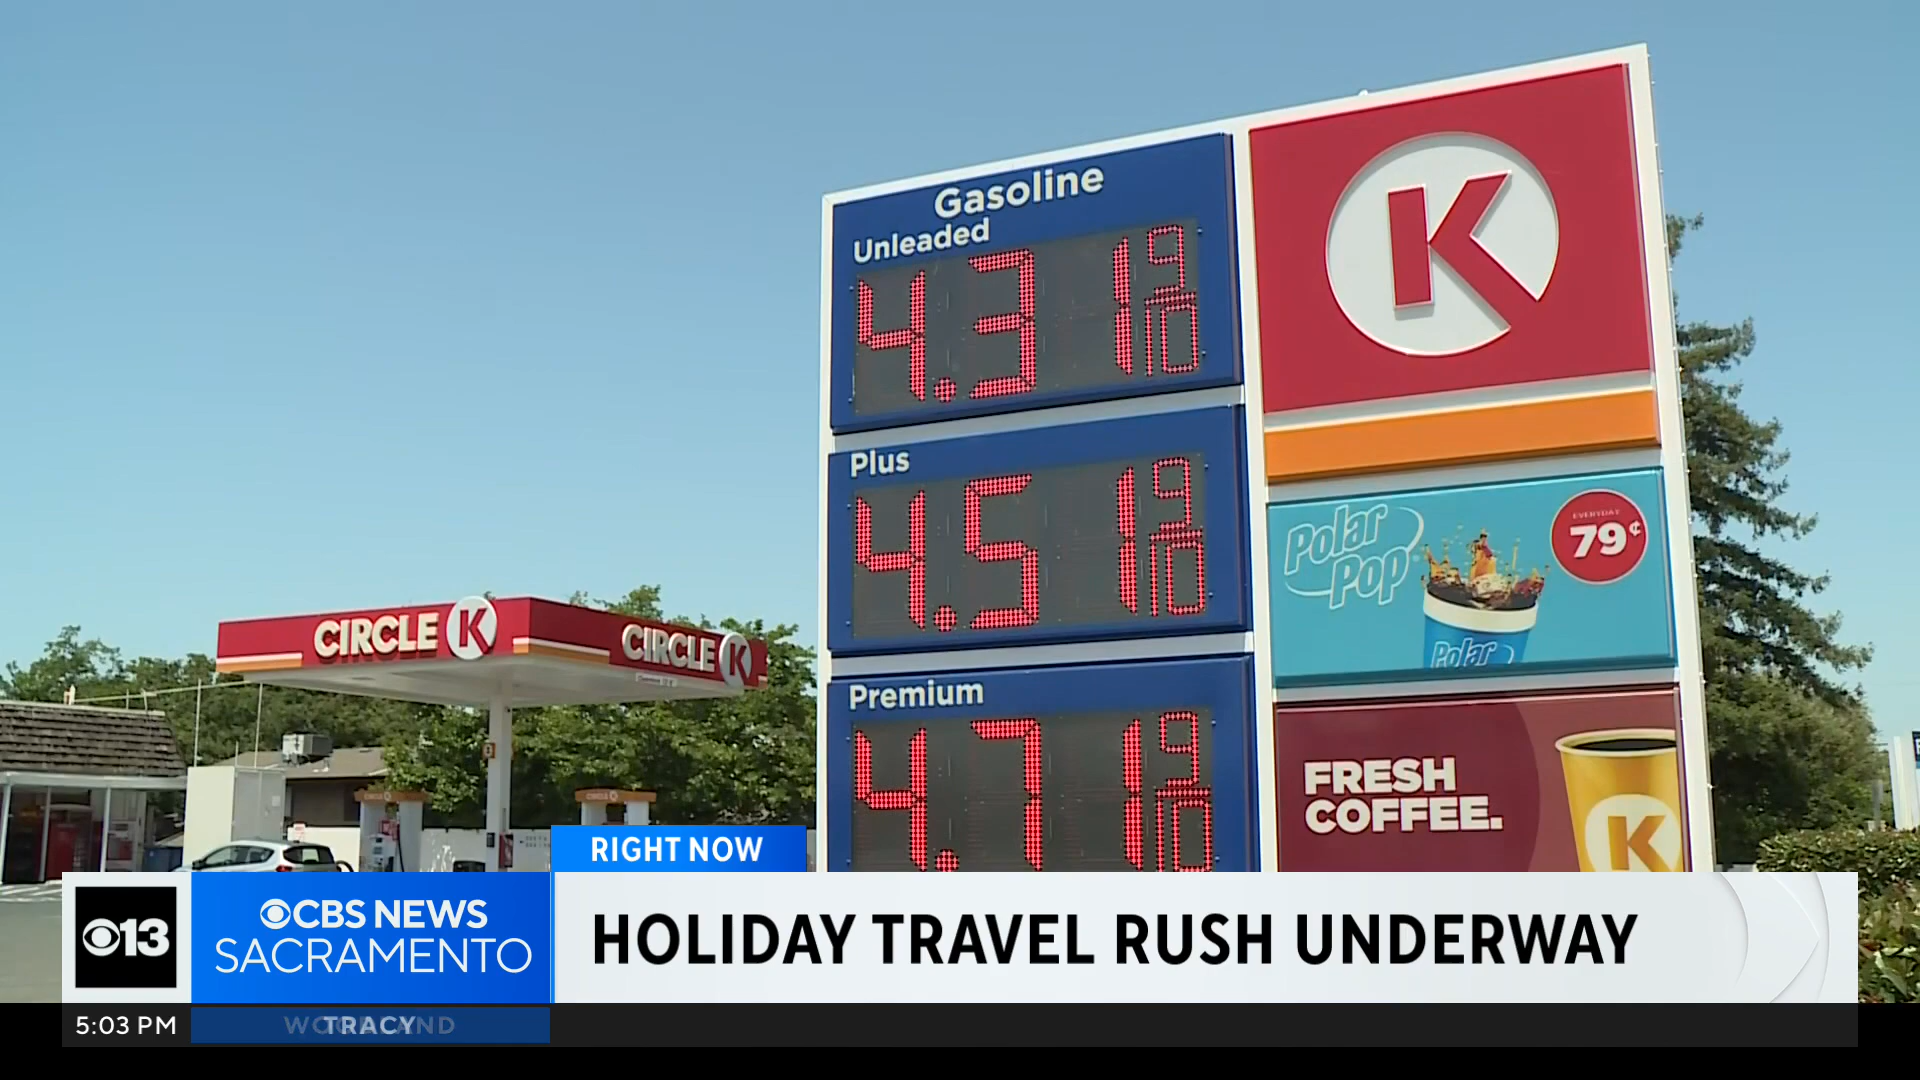 Gasoline
Unleaded
4.31 9/10
Plus
4.51 9/10
Premium
4.71 9/10
K
Polar
Pop
EVERYDAY
79¢
Polar
FRESH
COFFEE.
K
CIRCLE K
CIRCLE K
RIGHT NOW
13
CBS NEWS
SACRAMENTO
HOLIDAY TRAVEL RUSH UNDERWAY
5:03 PM
WOODLAND
TRACY